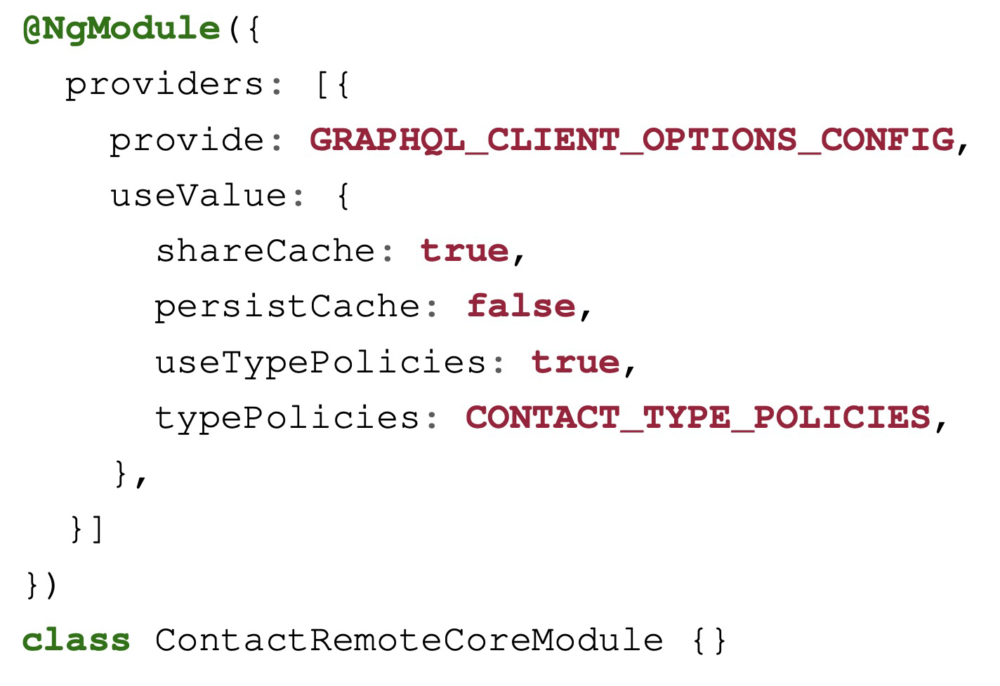 @NgModule({
  providers: [{
    provide: GRAPHQL_CLIENT_OPTIONS_CONFIG,
    useValue: {
      shareCache: true,
      persistCache: false,
      useTypePolicies: true,
      typePolicies: CONTACT_TYPE_POLICIES,
    },
  }]
})
class ContactRemoteCoreModule {}